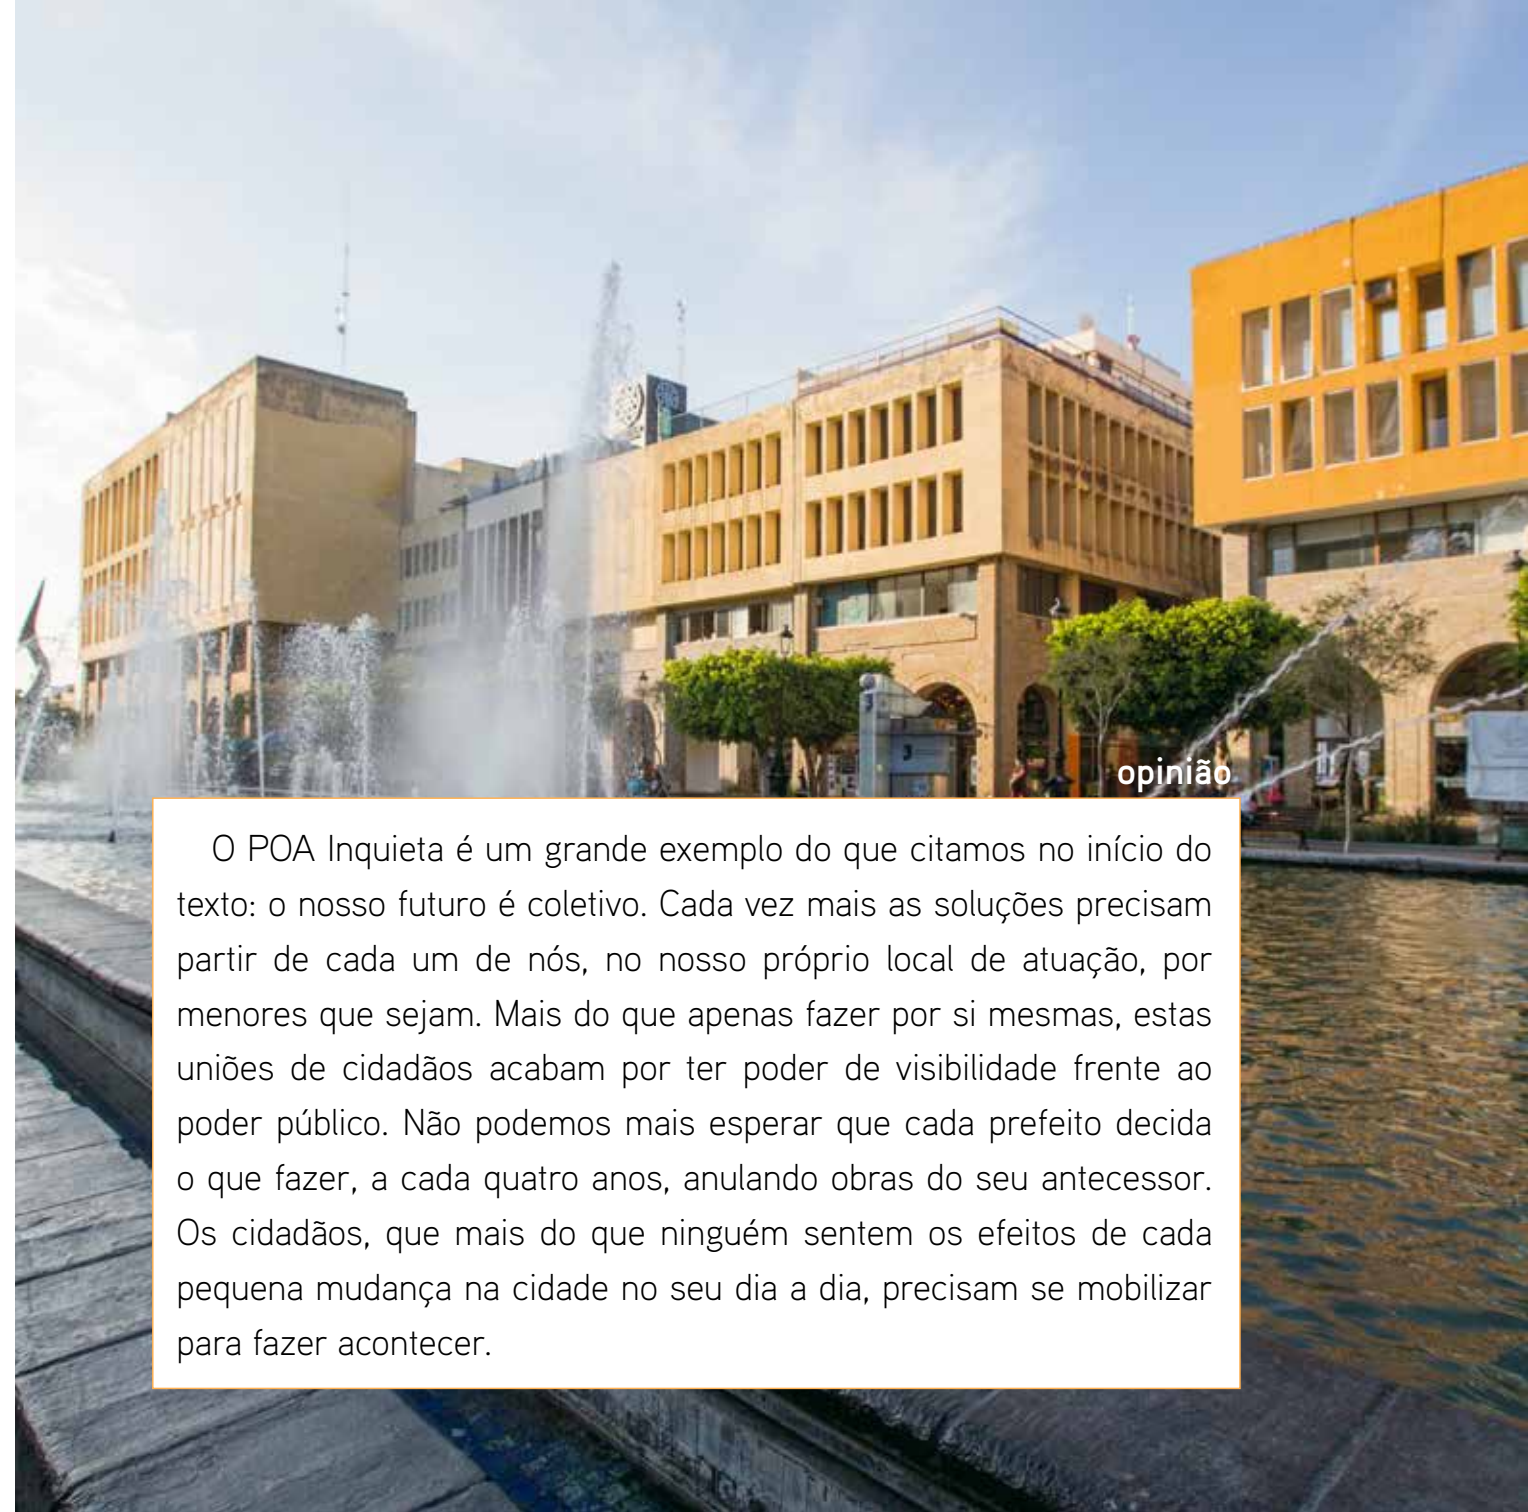 opinião
O POA Inquieta é um grande exemplo do que citamos no início do
texto: o nosso futuro é coletivo. Cada vez mais as soluções precisam
partir de cada um de nós, no nosso próprio local de atuação, por
menores que sejam. Mais do que apenas fazer por si mesmas, estas
uniões de cidadãos acabam por ter poder de visibilidade frente ao
poder público. Não podemos mais esperar que cada prefeito decida
o que fazer, a cada quatro anos, anulando obras do seu antecessor.
Os cidadãos, que mais do que ninguém sentem os efeitos de cada
pequena mudança na cidade no seu dia a dia, precisam se mobilizar
para fazer acontecer.